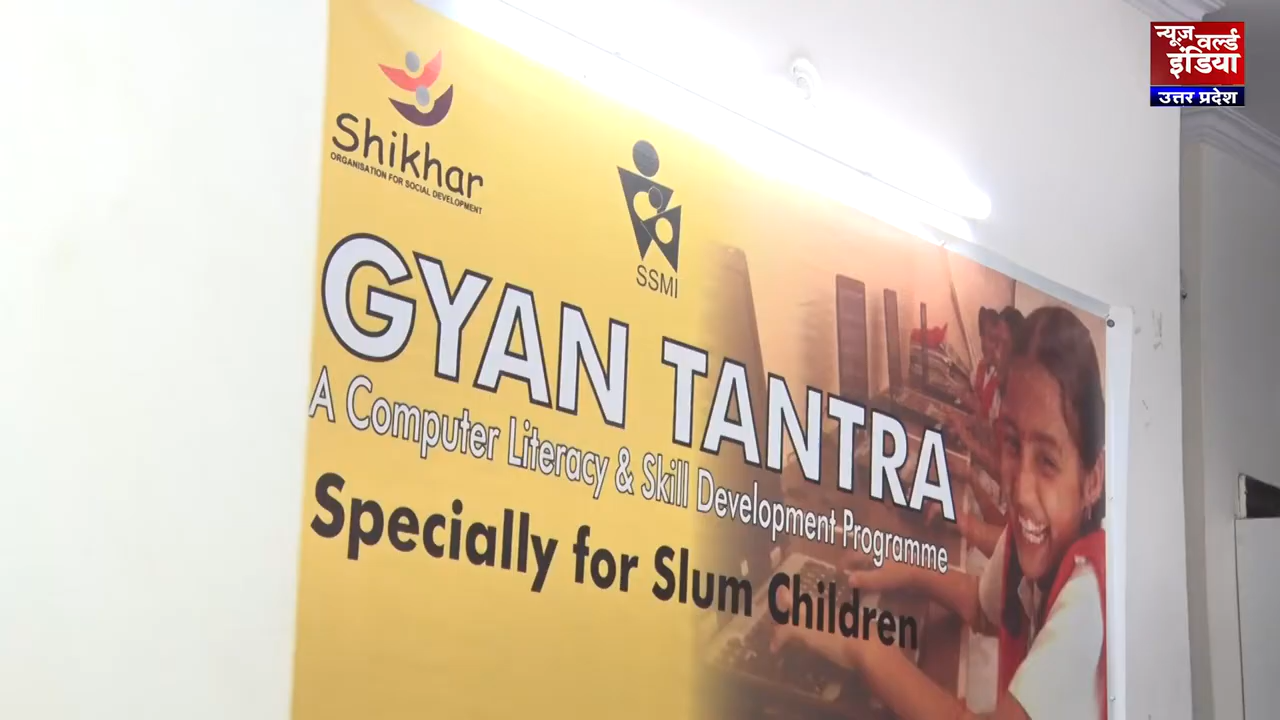 न्यूज़ वर्ल्ड
इंडिया
उत्तर प्रदेश
Shikhar
ORGANISATION FOR SOCIAL DEVELOPMENT
SSMI
GYAN TANTRA
A Computer Literacy & Skill Development Programme
Specially for Slum Children